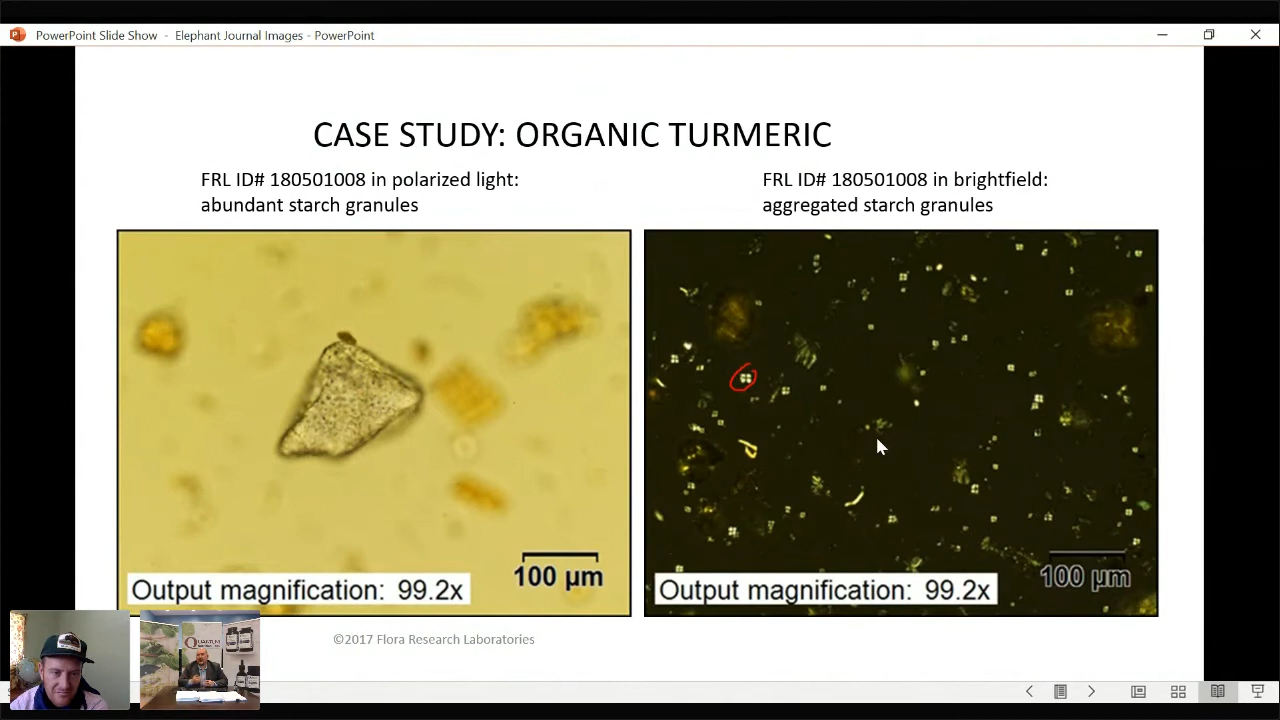 PowerPoint Slide Show - Elephant Journal Images - PowerPoint
CASE STUDY: ORGANIC TURMERIC
FRL ID# 180501008 in polarized light:
abundant starch granules
FRL ID# 180501008 in brightfield:
aggregated starch granules
Output magnification: 99.2x
100 µm
Output magnification: 99.2x
100 µm
©2017 Flora Research Laboratories
QUANTUM